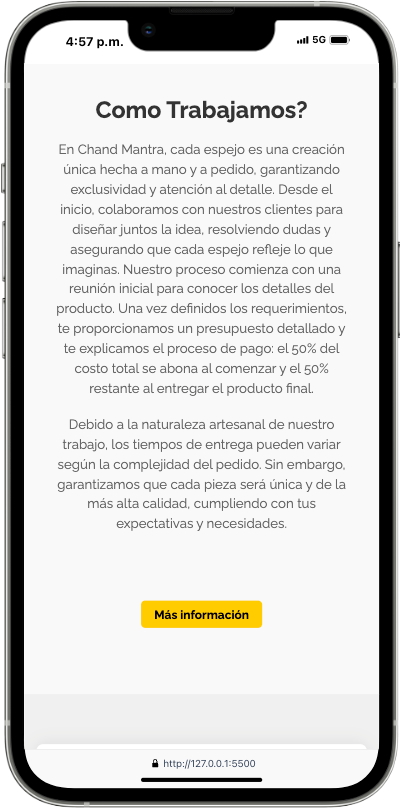 4:57 p.m.
5G
Como Trabajamos?
En Chand Mantra, cada espejo es una creación
única hecha a mano y a pedido, garantizando
exclusividad y atención al detalle. Desde el
inicio, colaboramos con nuestros clientes para
diseñar juntos la idea, resolviendo dudas y
asegurando que cada espejo refleje lo que
imaginas. Nuestro proceso comienza con una
reunión inicial para conocer los detalles del
producto. Una vez definidos los requerimientos,
te proporcionamos un presupuesto detallado y
te explicamos el proceso de pago: el 50% del
costo total se abona al comenzar y el 50%
restante al entregar el producto final.
Debido a la naturaleza artesanal de nuestro
trabajo, los tiempos de entrega pueden variar
según la complejidad del pedido. Sin embargo,
garantizamos que cada pieza será única y de la
más alta calidad, cumpliendo con tus
expectativas y necesidades.
Más información
http://127.0.0.1:5500